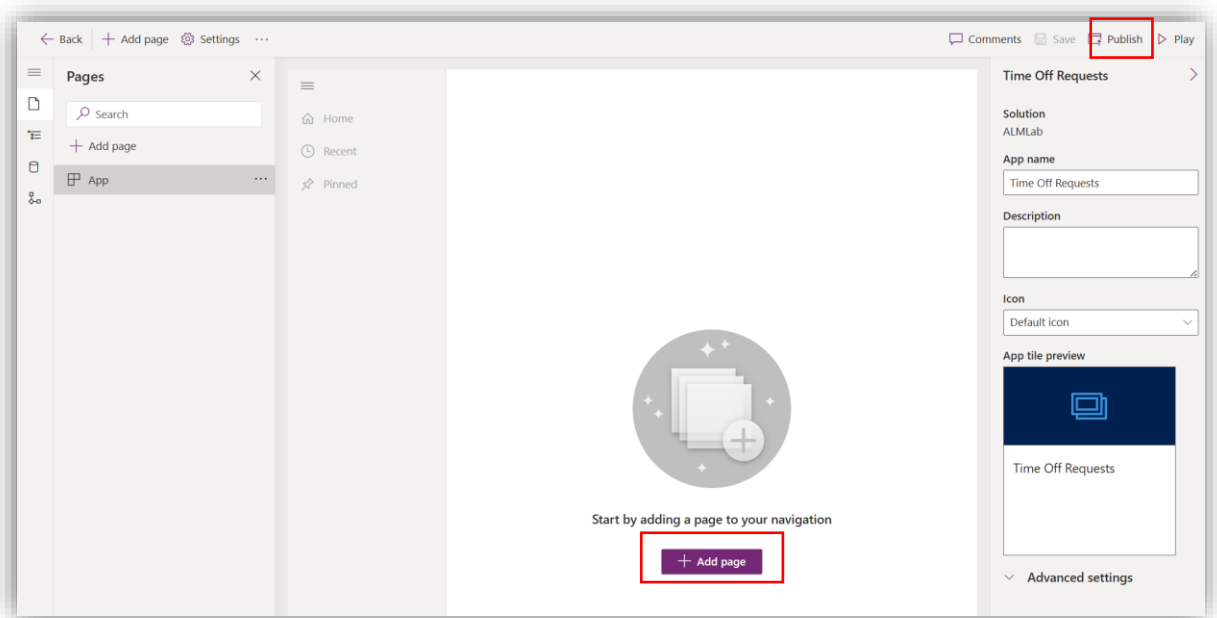 Back
Add page
Settings
...
Comments
Save
Publish
Play
Pages
Search
Add page
App
...
Home
Recent
Pinned
Start by adding a page to your navigation
Add page
Time Off Requests
Solution
ALMLab
App name
Time Off Requests
Description
Icon
Default icon
App tile preview
Time Off Requests
Advanced settings